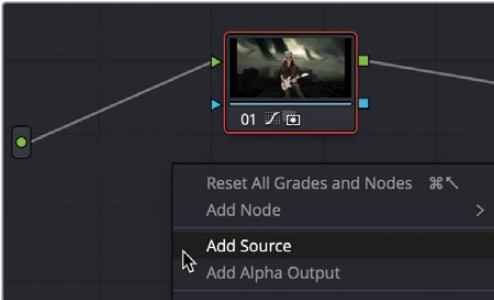 01
Reset All Grades and Nodes ⌘↖
Add Node >
Add Source
Add Alpha Output